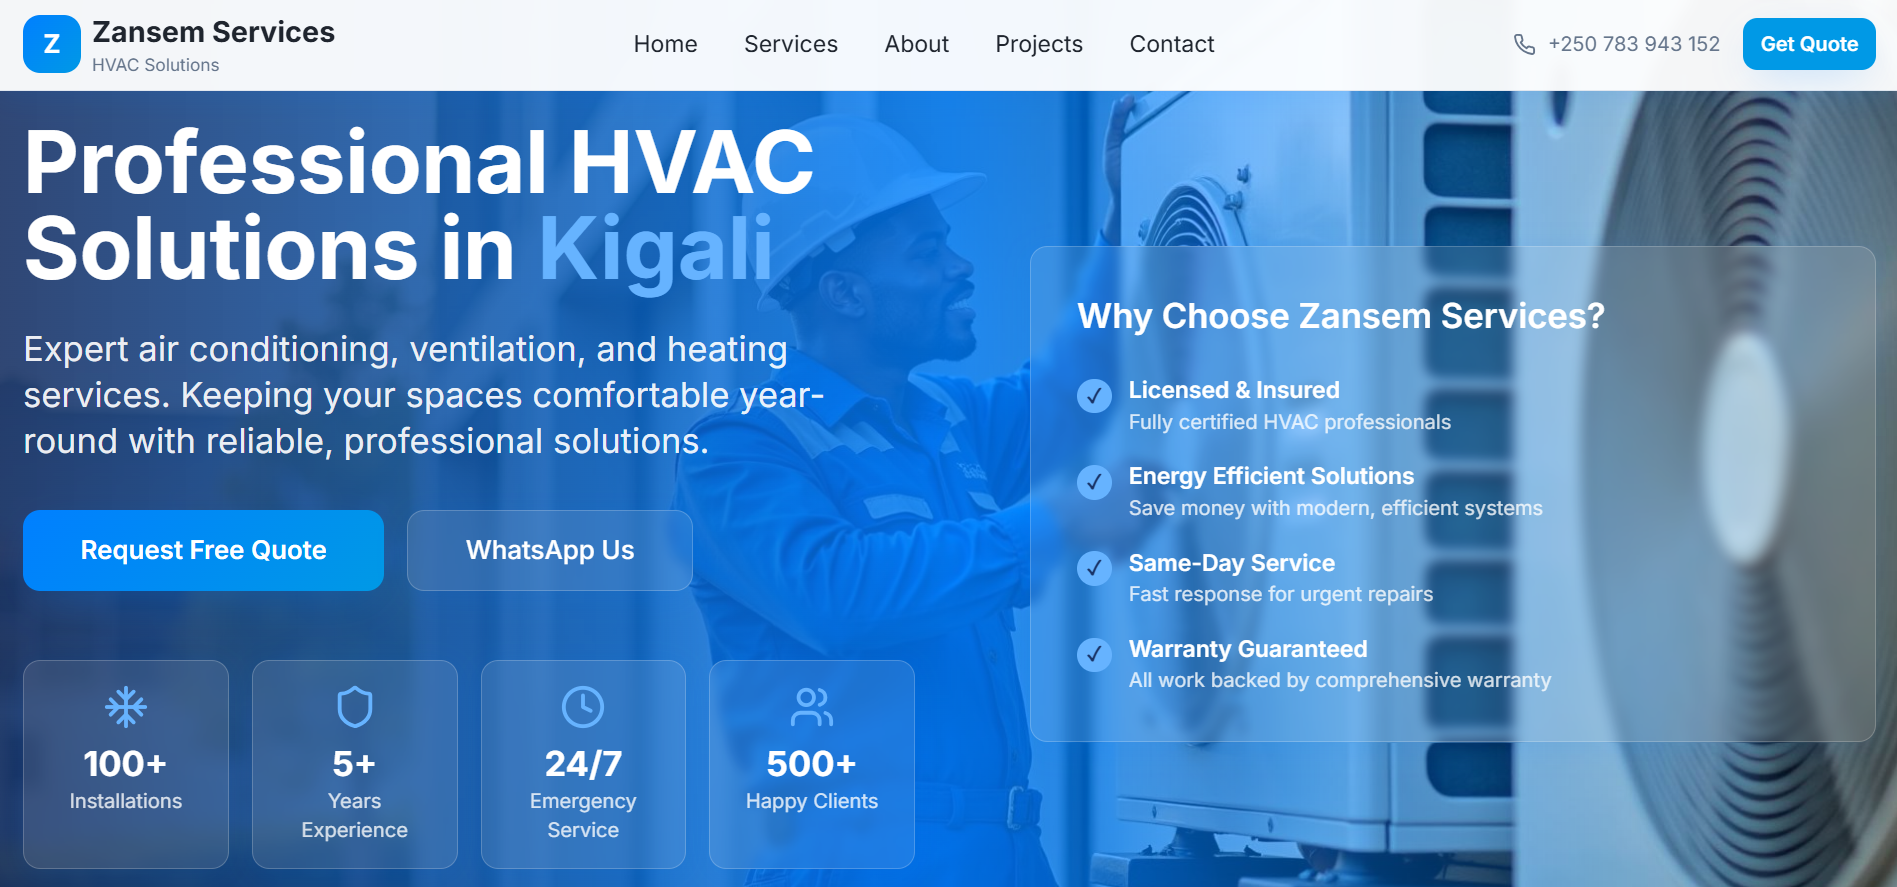 Z
Zansem Services
HVAC Solutions
Home
Services
About
Projects
Contact
+250 783 943 152
Get Quote
Professional HVAC
Solutions in Kigali
Expert air conditioning, ventilation, and heating
services. Keeping your spaces comfortable year-
round with reliable, professional solutions.
Request Free Quote
WhatsApp Us
100+
Installations
5+
Years
Experience
24/7
Emergency
Service
500+
Happy Clients
Why Choose Zansem Services?
✓ Licensed & Insured
Fully certified HVAC professionals
✓ Energy Efficient Solutions
Save money with modern, efficient systems
✓ Same-Day Service
Fast response for urgent repairs
✓ Warranty Guaranteed
All work backed by comprehensive warranty